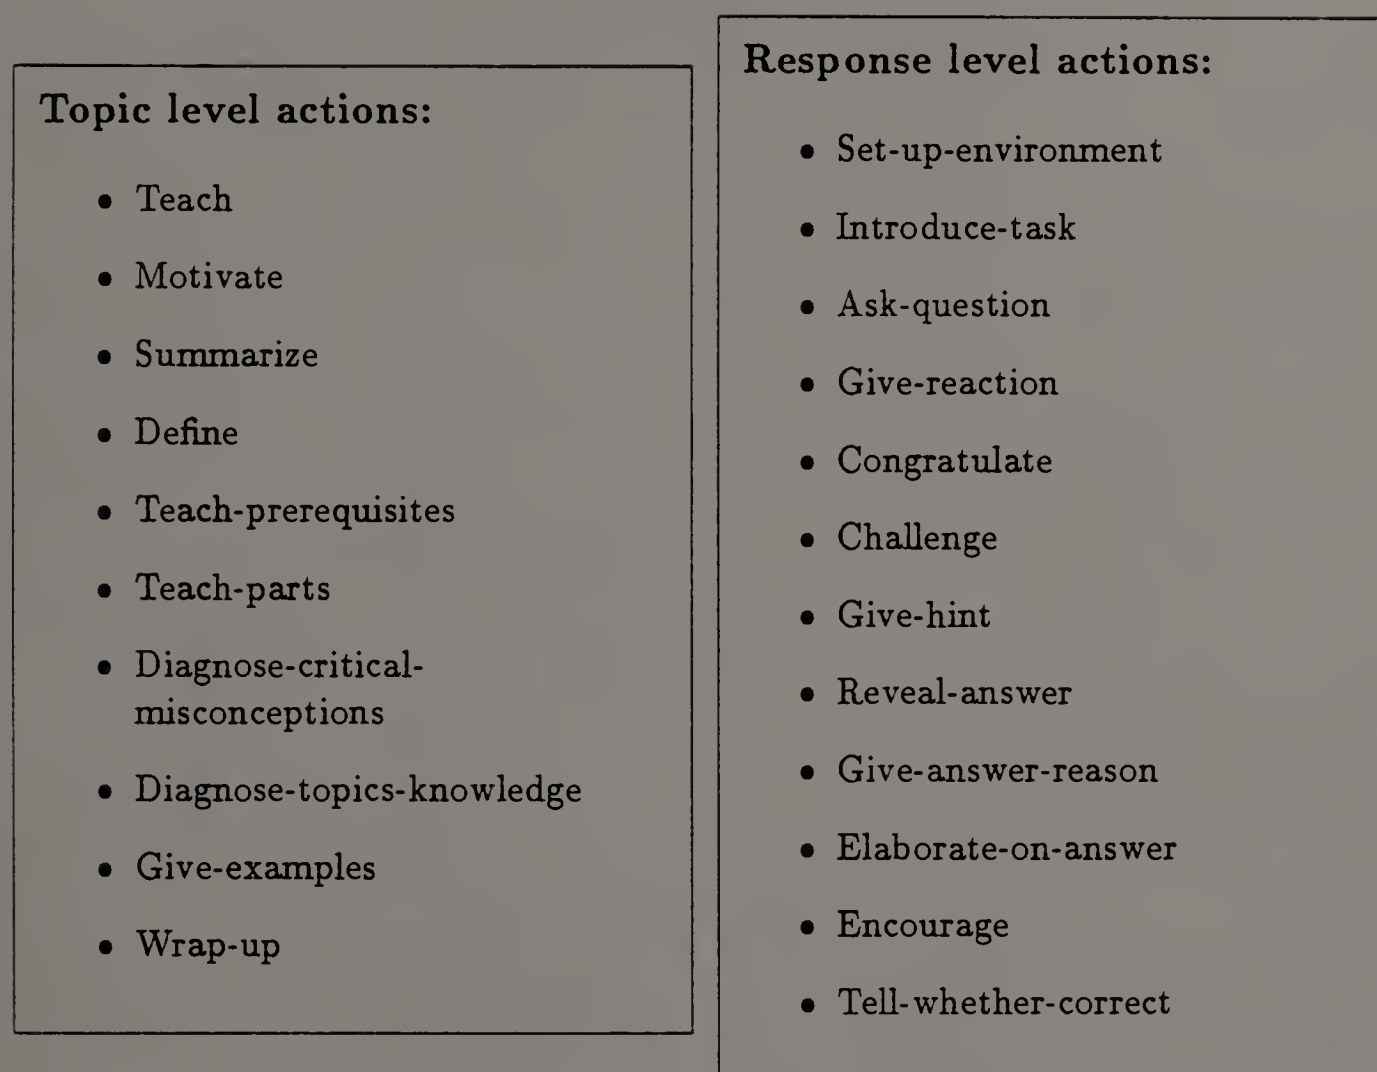 Topic level actions:
• Teach
• Motivate
• Summarize
• Define
• Teach-prerequisites
• Teach-parts
• Diagnose-critical-
misconceptions
• Diagnose-topics-knowledge
• Give-examples
• Wrap-up
Response level actions:
• Set-up-environment
• Introduce-task
• Ask-question
• Give-reaction
• Congratulate
• Challenge
• Give-hint
• Reveal-answer
• Give-answer-reason
• Elaborate-on-answer
• Encourage
• Tell-whether-correct